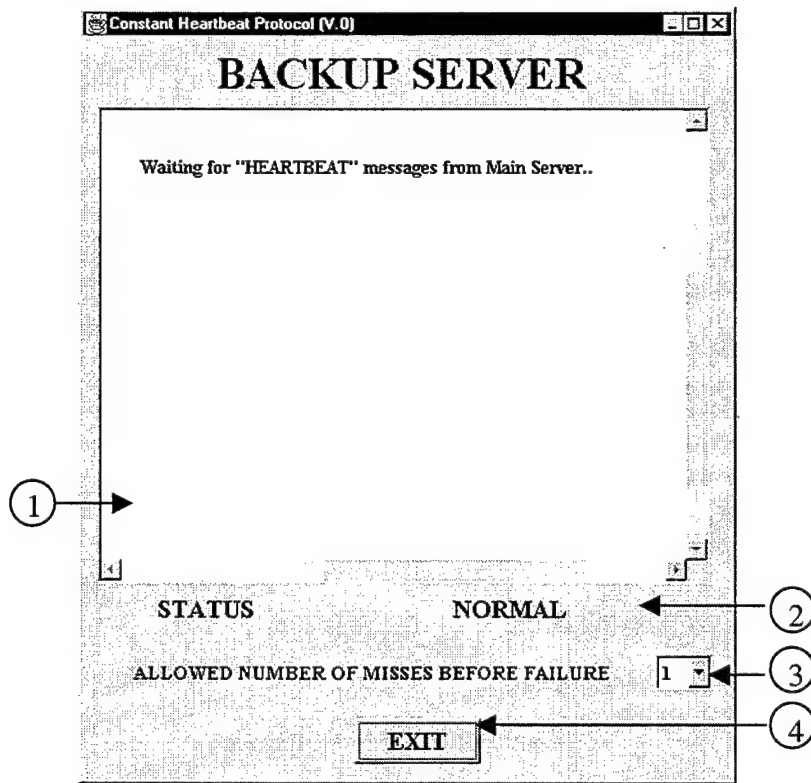 Constant Heartbeat Protocol (V.0)
BACKUP SERVER
Waiting for "HEARTBEAT" messages from Main Server..
1
STATUS NORMAL
2
ALLOWED NUMBER OF MISSES BEFORE FAILURE 1
3
EXIT
4